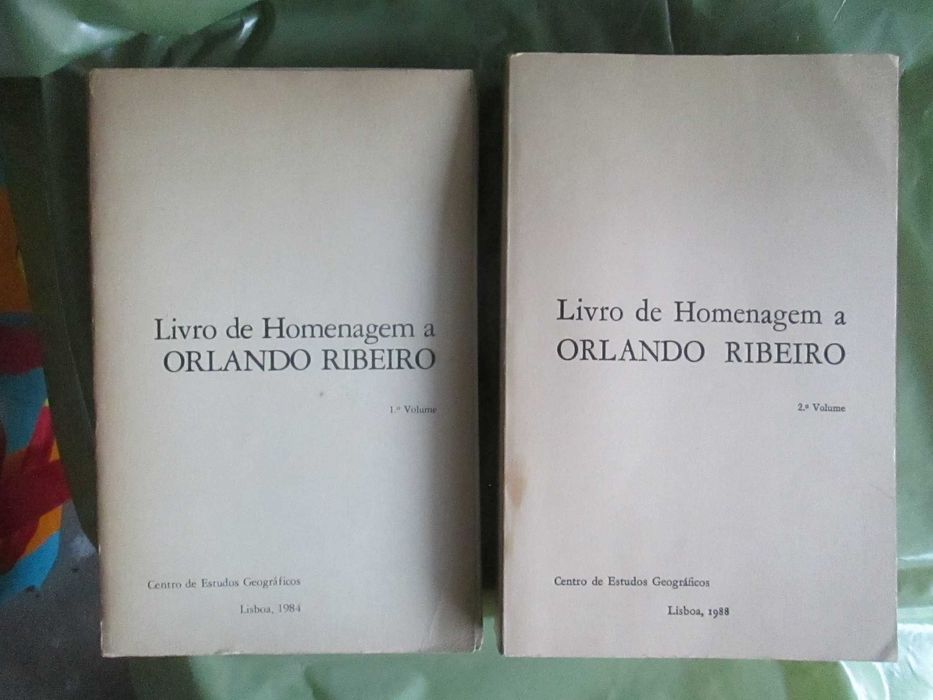 Livro de Homenagem a
ORLANDO RIBEIRO
1.º Volume
Centro de Estudos Geográficos
Lisboa, 1984
Livro de Homenagem a
ORLANDO RIBEIRO
2.º Volume
Centro de Estudos Geográficos
Lisboa, 1988